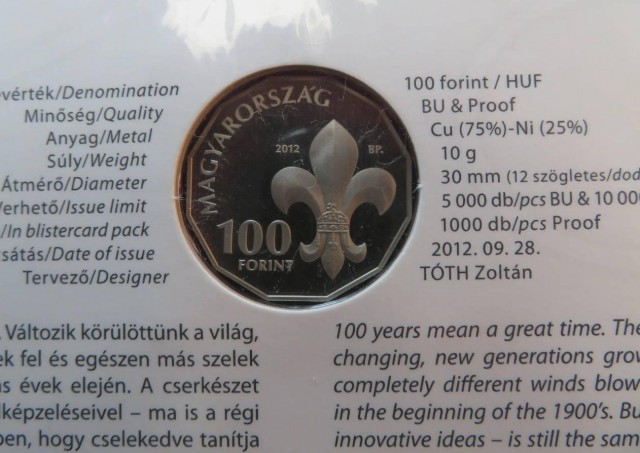 évérték/Denomination
Minőség/Quality
Anyag/Metal
Súly/Weight
Átmérő/Diameter
verhető/Issue limit
/In blistercard pack
csátás/Date of issue
Tervező/Designer
MAGYARORSZÁG
2012 BP.
100
FORINT
100 forint / HUF
BU & Proof
Cu (75%)-Ni (25%)
10 g
30 mm (12 szögletes/dod
5 000 db/pcs BU & 10 000
1000 db/pcs Proof
2012. 09. 28.
TÓTH Zoltán
. Változik körülöttünk a világ,
ek fel és egészen más szelek
as évek elején. A cserkészet
lképzeléseivel – ma is a régi
ben, hogy cselekedve tanítja
100 years mean a great time. The
changing, new generations grow
completely different winds blow
in the beginning of the 1900's. Bu
innovative ideas – is still the sam